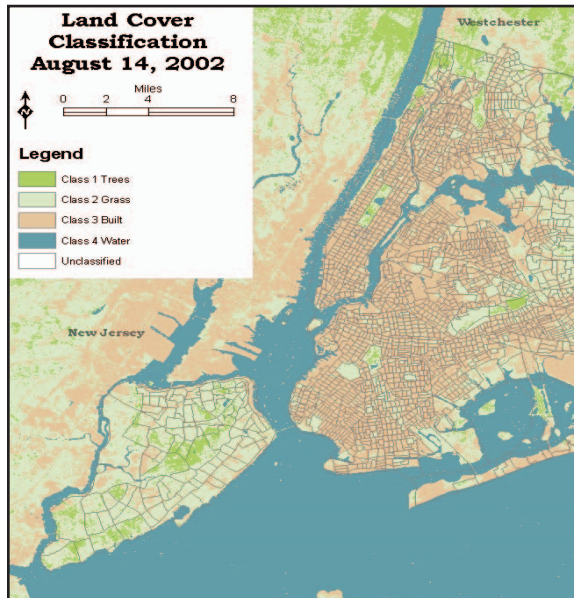 Land Cover
Classification
August 14, 2002
Miles
0 2 4 8
N
Legend
Class 1 Trees
Class 2 Grass
Class 3 Built
Class 4 Water
Unclassified
Westchester
New Jersey